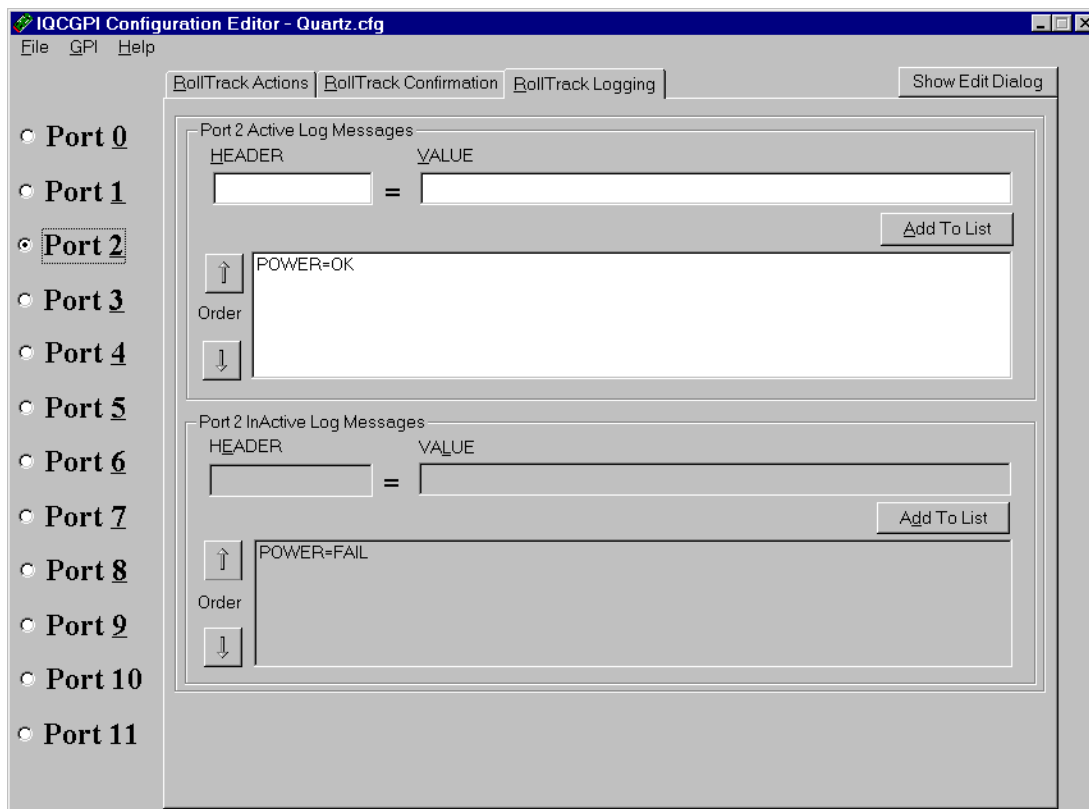 IQCGPI Configuration Editor - Quartz.cfg
File GPI Help
RollTrack Actions RollTrack Confirmation RollTrack Logging Show Edit Dialog
Port 0
Port 1
Port 2
Port 3
Port 4
Port 5
Port 6
Port 7
Port 8
Port 9
Port 10
Port 11
Port 2 Active Log Messages
HEADER VALUE
=
Add To List
POWER=OK
Order
Port 2 InActive Log Messages
HEADER VALUE
=
Add To List
POWER=FAIL
Order